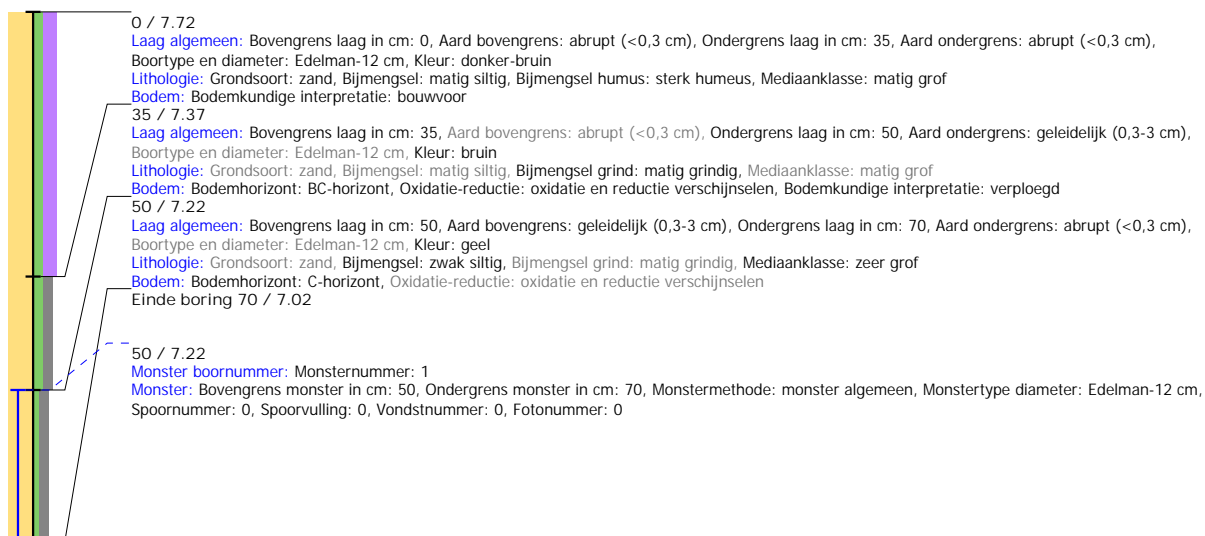 0 / 7.72
Laag algemeen: Bovengrens laag in cm: 0, Aard bovengrens: abrupt (<0,3 cm), Ondergrens laag in cm: 35, Aard ondergrens: abrupt (<0,3 cm),
Boortype en diameter: Edelman-12 cm, Kleur: donker-bruin
Lithologie: Grondsoort: zand, Bijmengsel: matig siltig, Bijmengsel humus: sterk humeus, Mediaanklasse: matig grof
Bodem: Bodemkundige interpretatie: bouwvoor
35 / 7.37
Laag algemeen: Bovengrens laag in cm: 35, Aard bovengrens: abrupt (<0,3 cm), Ondergrens laag in cm: 50, Aard ondergrens: geleidelijk (0,3-3 cm),
Boortype en diameter: Edelman-12 cm, Kleur: bruin
Lithologie: Grondsoort: zand, Bijmengsel: matig siltig, Bijmengsel grind: matig grindig, Mediaanklasse: matig grof
Bodem: Bodemhorizont: BC-horizont, Oxidatie-reductie: oxidatie en reductie verschijnselen, Bodemkundige interpretatie: verploegd
50 / 7.22
Laag algemeen: Bovengrens laag in cm: 50, Aard bovengrens: geleidelijk (0,3-3 cm), Ondergrens laag in cm: 70, Aard ondergrens: abrupt (<0,3 cm),
Boortype en diameter: Edelman-12 cm, Kleur: geel
Lithologie: Grondsoort: zand, Bijmengsel: zwak siltig, Bijmengsel grind: matig grindig, Mediaanklasse: zeer grof
Bodem: Bodemhorizont: C-horizont, Oxidatie-reductie: oxidatie en reductie verschijnselen
Einde boring 70 / 7.02
50 / 7.22
Monster boornummer: Monsternummer: 1
Monster: Bovengrens monster in cm: 50, Ondergrens monster in cm: 70, Monstermethode: monster algemeen, Monstertype diameter: Edelman-12 cm,
Spoornummer: 0, Spoorvulling: 0, Vondstnummer: 0, Fotonummer: 0